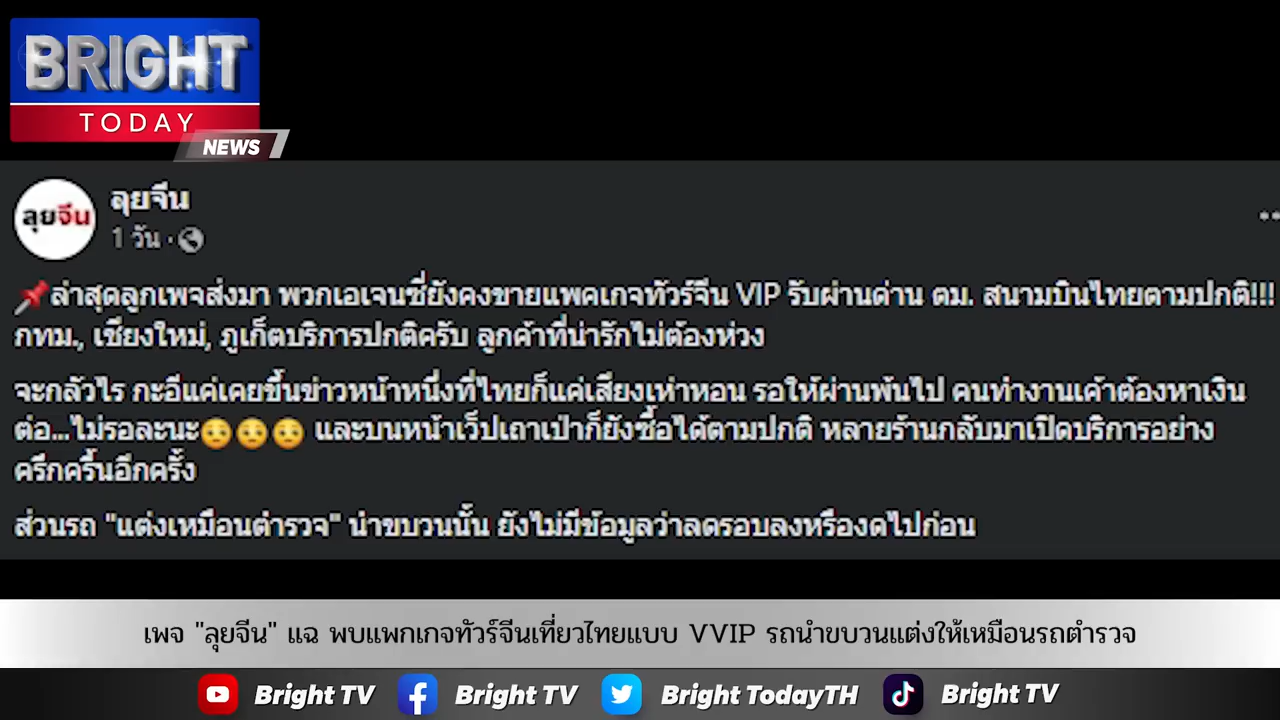 BRIGHT
TODAY
NEWS
ลุยจีน
ลุยจีน
1 วัน ·
ล่าสุดลูกเพจส่งมา พวกเอเจนซี่ยังคงขายแพคเกจทัวร์จีน VIP รับผ่านด่าน ตม. สนามบินไทยตามปกติ!!!
กทม., เชียงใหม่, ภูเก็ตบริการปกติครับ ลูกค้าที่น่ารักไม่ต้องห่วง
จะกลัวไร กะอีแค่เคยขึ้นข่าวหน้าหนึ่งที่ไทยก็แค่เสียงเห่าหอน รอให้ผ่านพ้นไป คนทำงานเค้าต้องหาเงิน
ต่อ...ไม่รอละนะ😒😒😒 และบนหน้าเว็ปเถาเป่าก็ยังซื้อได้ตามปกติ หลายร้านกลับมาเปิดบริการอย่าง
ครึกครื้นอีกครั้ง
ส่วนรถ "แต่งเหมือนตำรวจ" นำขบวนนั้น ยังไม่มีข้อมูลว่าลดรอบลงหรืองดไปก่อน
เพจ "ลุยจีน" แฉ พบแพกเกจทัวร์จีนเที่ยวไทยแบบ VVIP รถนำขบวนแต่งให้เหมือนรถตำรวจ
Bright TV Bright TV Bright TodayTH Bright TV